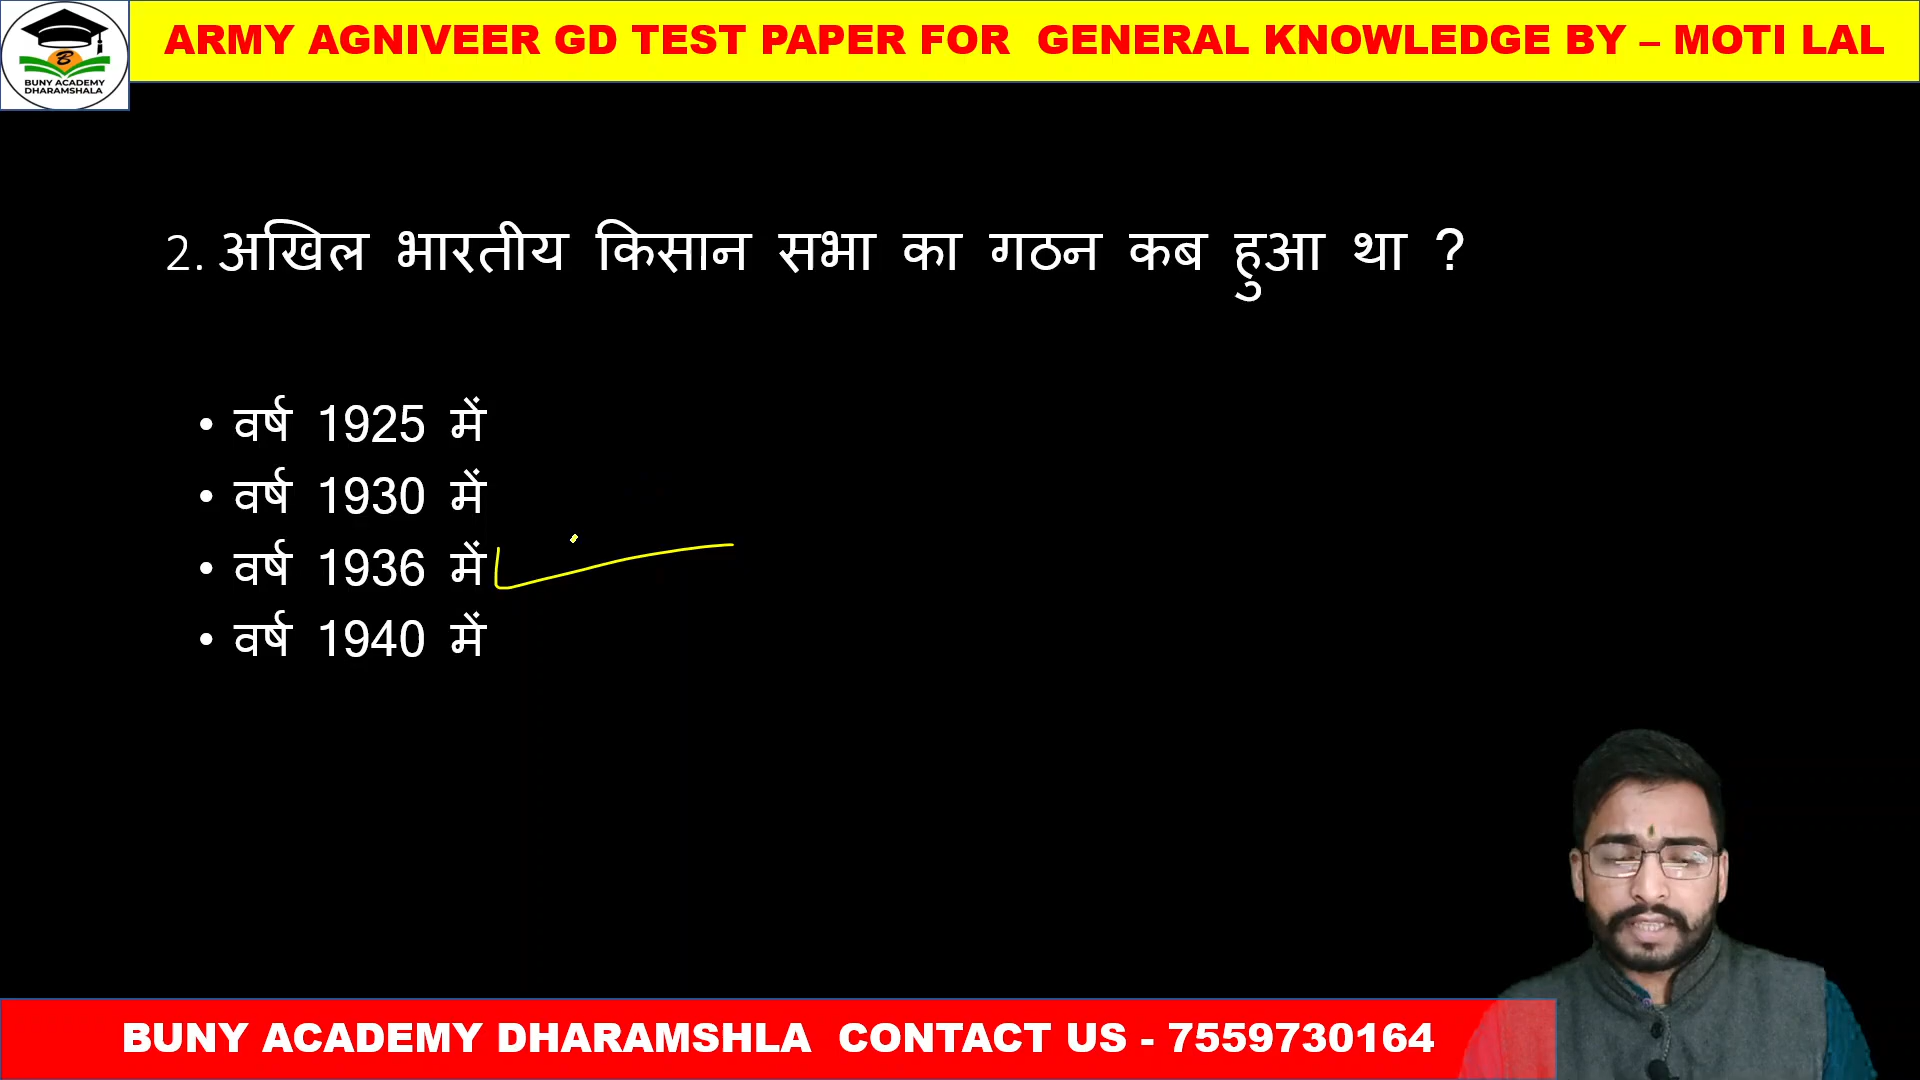 ARMY AGNIVEER GD TEST PAPER FOR GENERAL KNOWLEDGE BY – MOTI LAL
B
BUNY ACADEMY
DHARAMSHALA
2. अखिल भारतीय किसान सभा का गठन कब हुआ था ?
• वर्ष 1925 में
• वर्ष 1930 में
• वर्ष 1936 में
• वर्ष 1940 में
BUNY ACADEMY DHARAMSHLA CONTACT US - 7559730164